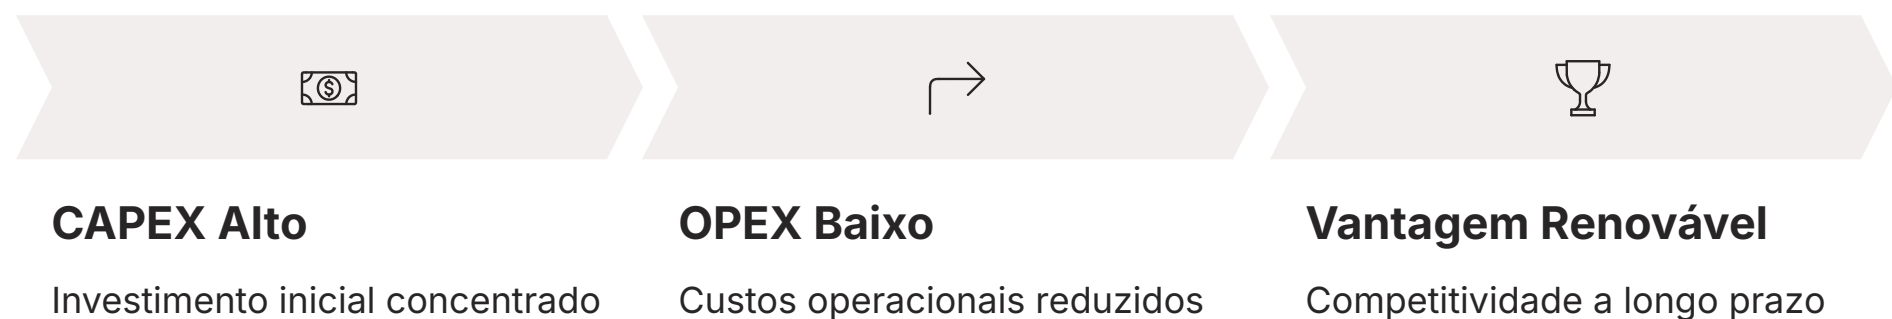 CAPEX Alto
Investimento inicial concentrado
OPEX Baixo
Custos operacionais reduzidos
Vantagem Renovável
Competitividade a longo prazo